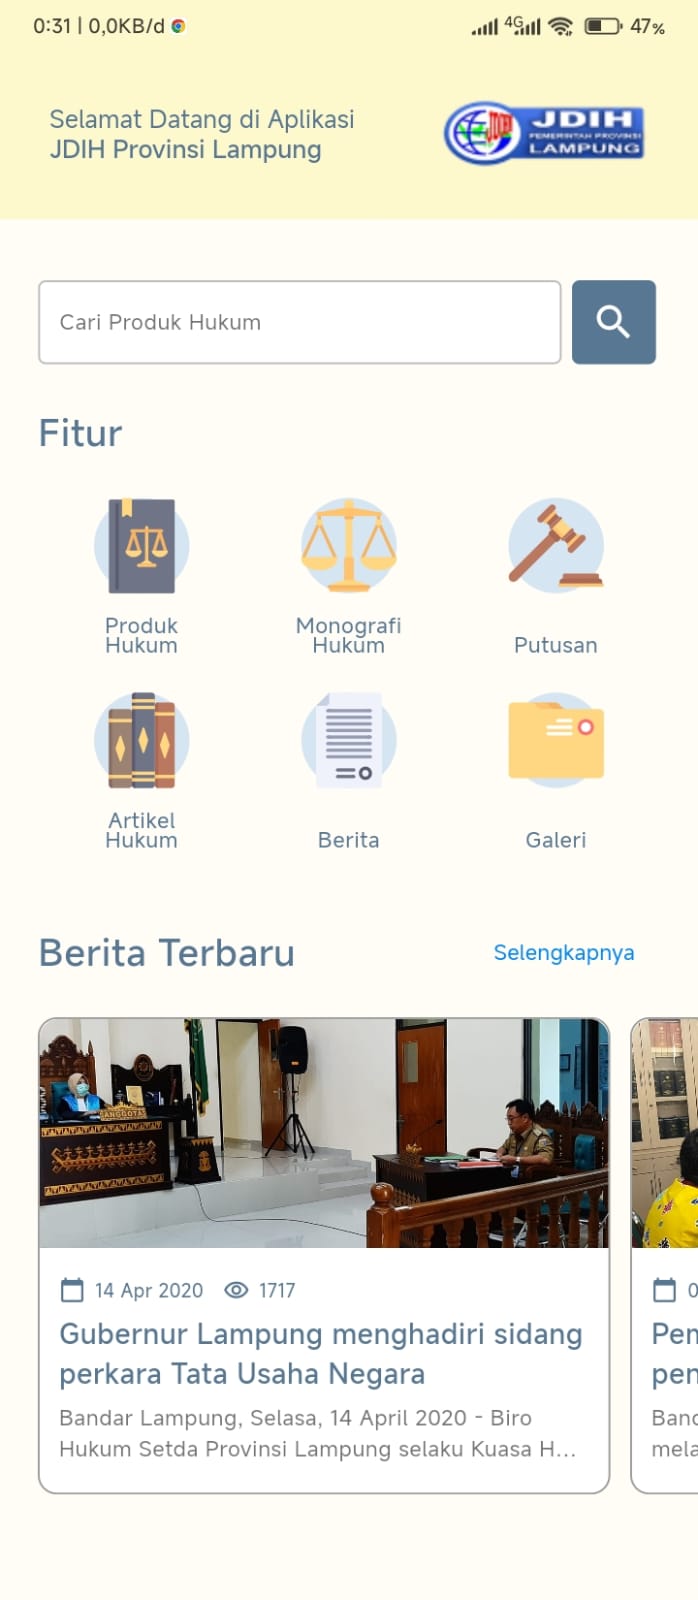 0:31 | 0,0KB/d
4G
47%
Selamat Datang di Aplikasi
JDIH Provinsi Lampung
JDIH
JDIH
PEMERINTAH PROVINSI
LAMPUNG
Cari Produk Hukum
Fitur
Produk
Hukum
Monografi
Hukum
Putusan
Artikel
Hukum
Berita
Galeri
Berita Terbaru
Selengkapnya
ANGGOTA
14 Apr 2020
1717
Gubernur Lampung menghadiri sidang
perkara Tata Usaha Negara
Bandar Lampung, Selasa, 14 April 2020 - Biro
Hukum Setda Provinsi Lampung selaku Kuasa H...
0
Pem
pen
Band
mela